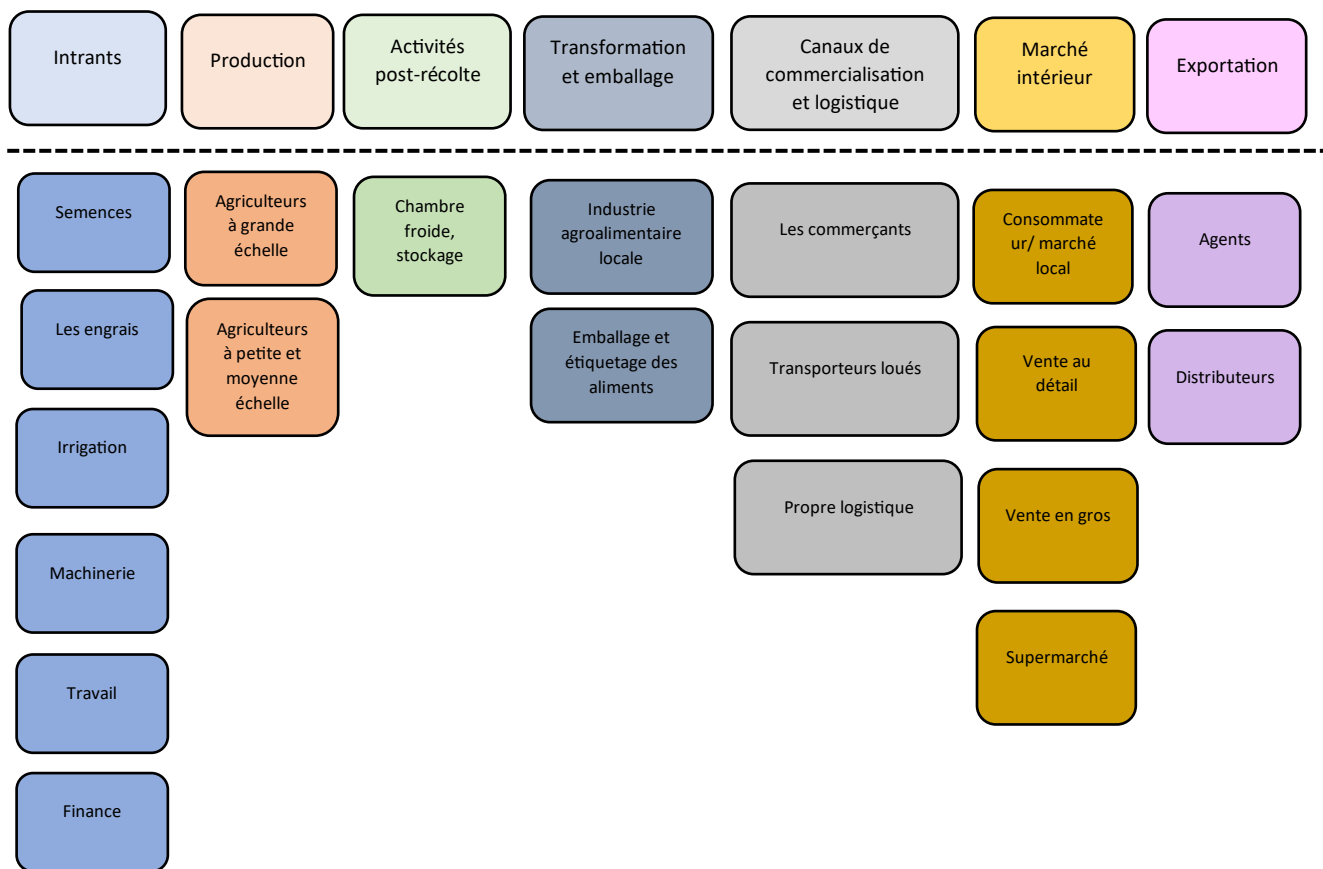 Intrants
Production
Activités
post-récolte
Transformation
et emballage
Canaux de
commercialisation
et logistique
Marché
intérieur
Exportation
Semences
Les engrais
Irrigation
Machinerie
Travail
Finance
Agriculteurs
à grande
échelle
Agriculteurs
à petite et
moyenne
échelle
Chambre
froide,
stockage
Industrie
agroalimentaire
locale
Emballage et
étiquetage des
aliments
Les commerçants
Transporteurs loués
Propre logistique
Consommate
ur/ marché
local
Vente au
détail
Vente en gros
Supermarché
Agents
Distributeurs